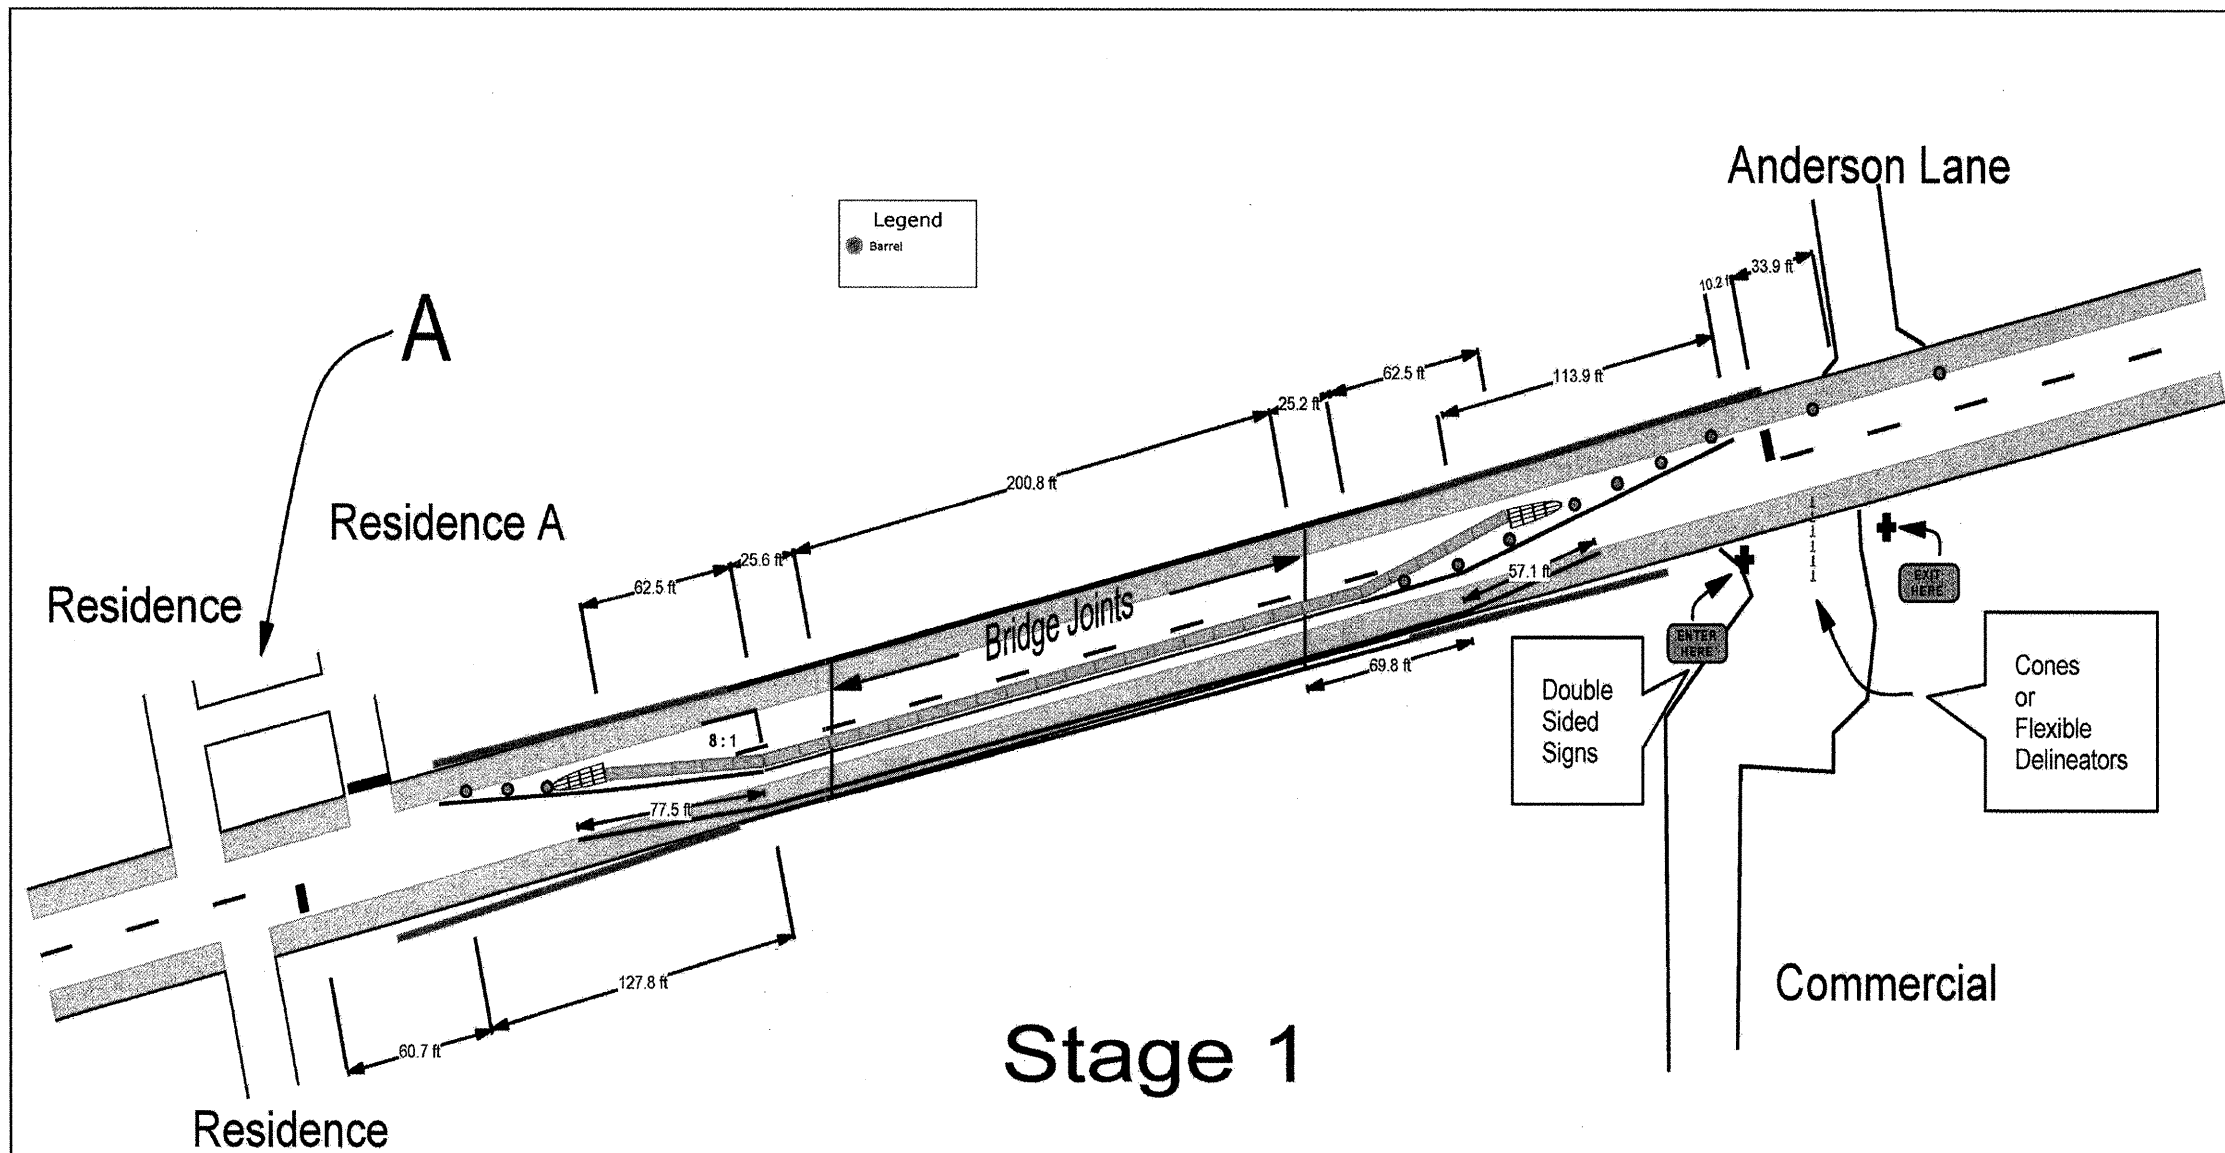 Anderson Lane
Legend
Barrel
10.2 ft
33.9 ft
A
62.5 ft
113.9 ft
25.2 ft
200.8 ft
Residence A
25.6 ft
62.5 ft
Residence
Bridge Joints
57.1 ft
EXIT
HERE
ENTER
HERE
69.8 ft
Double
Sided
Signs
Cones
or
Flexible
Delineators
8 : 1
77.5 ft
127.8 ft
60.7 ft
Commercial
Stage 1
Residence